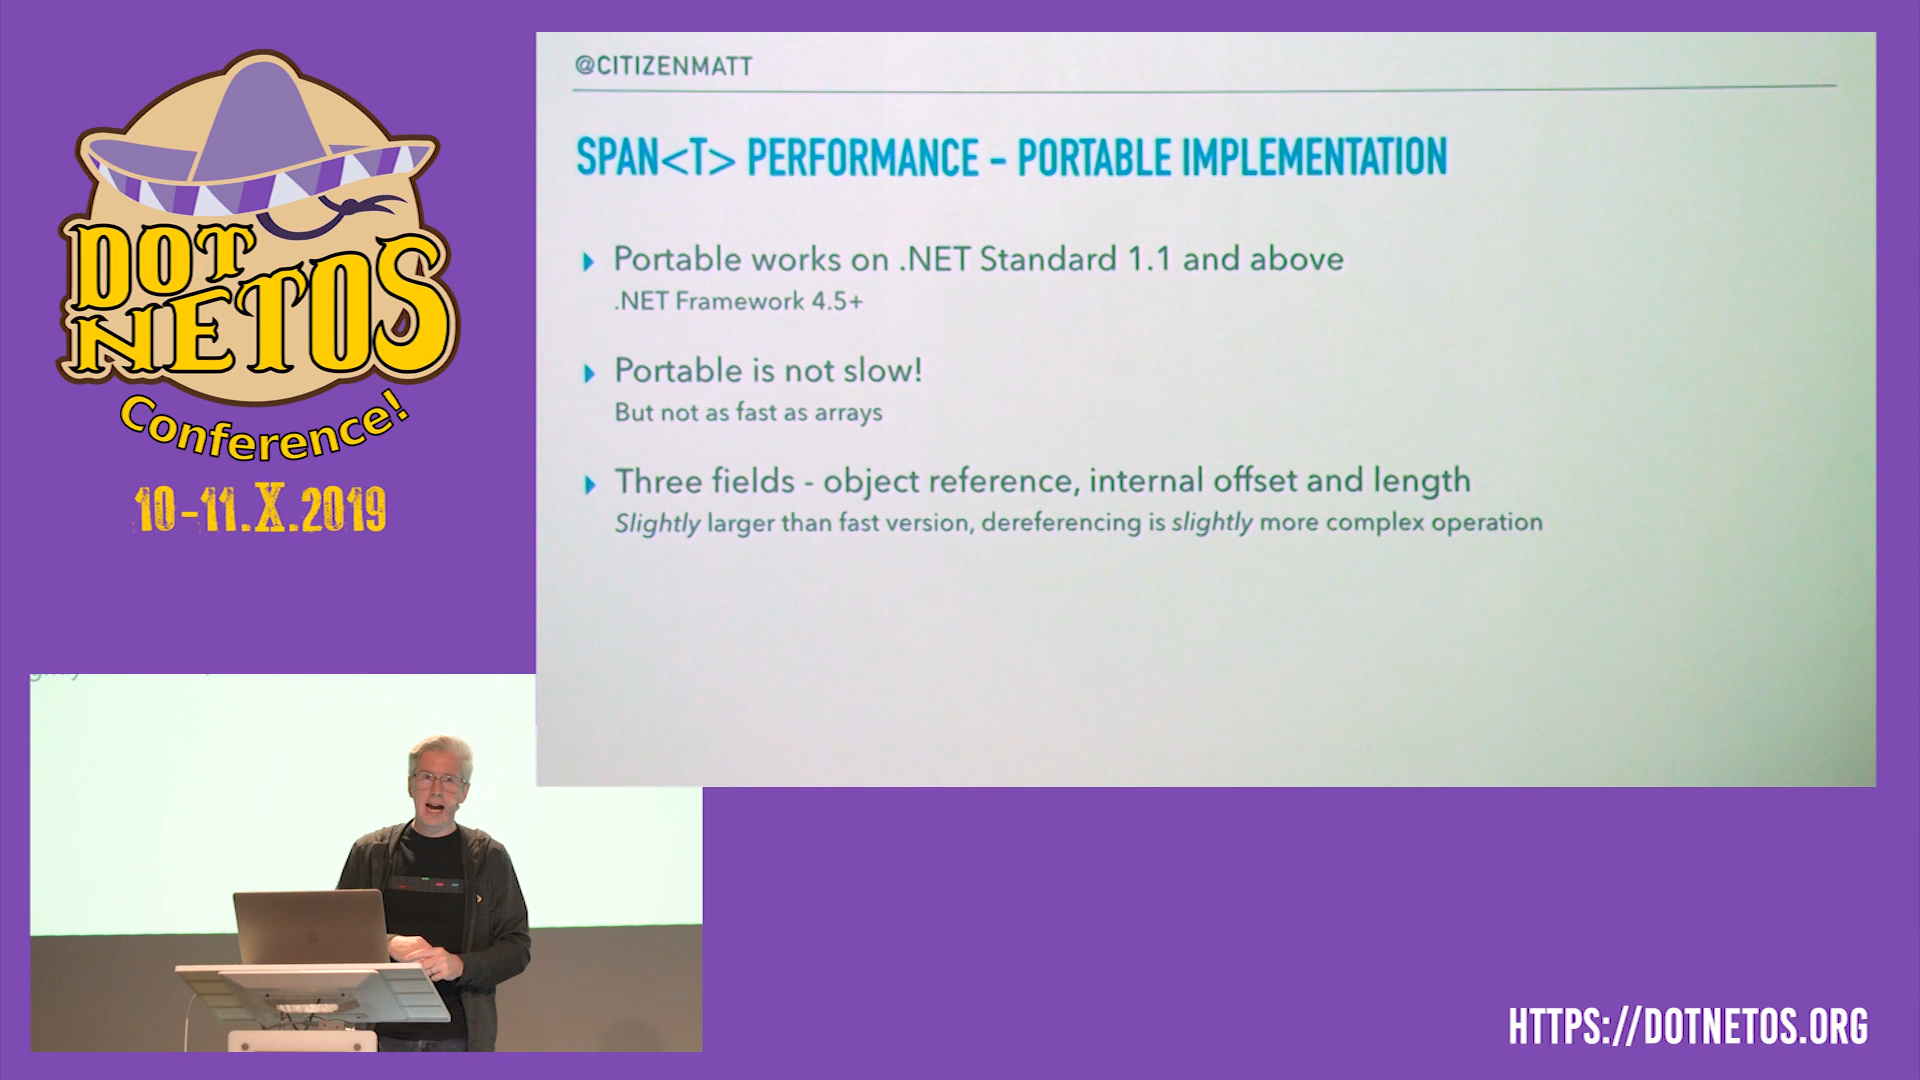 DOT
NETOS
Conference!
10-11.X.2019
@CITIZENMATT
SPAN<T> PERFORMANCE - PORTABLE IMPLEMENTATION
Portable works on .NET Standard 1.1 and above
.NET Framework 4.5+
Portable is not slow!
But not as fast as arrays
Three fields - object reference, internal offset and length
Slightly larger than fast version, dereferencing is slightly more complex operation
HTTPS://DOTNETOS.ORG